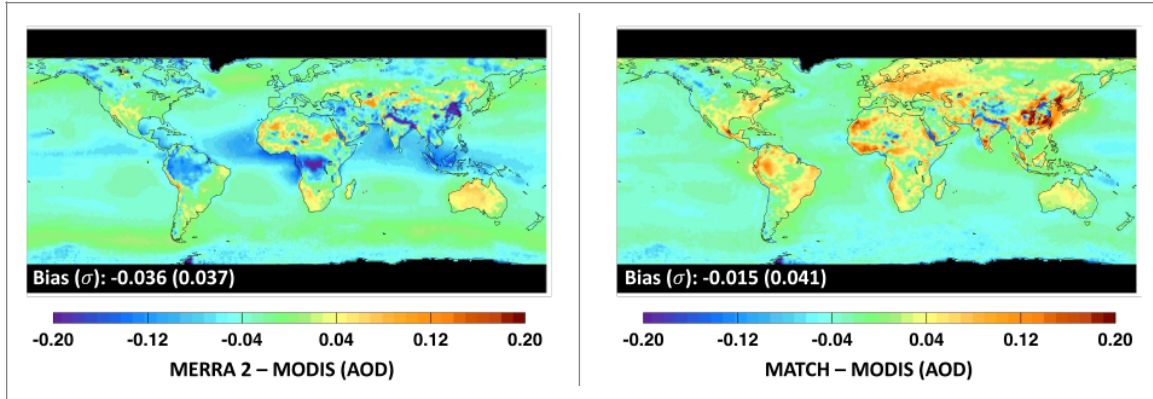 Bias (σ): -0.036 (0.037)
-0.20 -0.12 -0.04 0.04 0.12 0.20
MERRA 2 – MODIS (AOD)
Bias (σ): -0.015 (0.041)
-0.20 -0.12 -0.04 0.04 0.12 0.20
MATCH – MODIS (AOD)